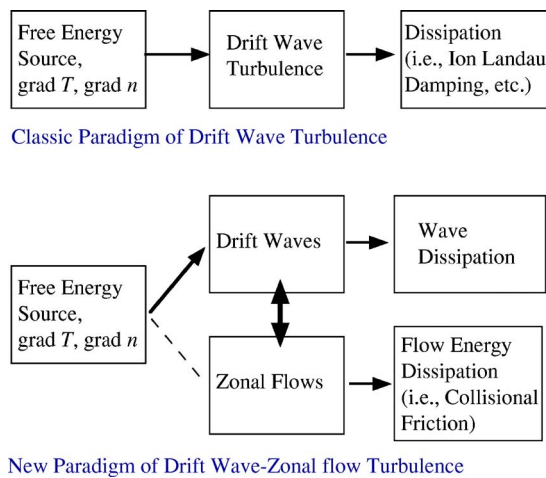 Free Energy
Source,
grad T, grad n
Drift Wave
Turbulence
Dissipation
(i.e., Ion Landau
Damping, etc.)
Classic Paradigm of Drift Wave Turbulence
Drift Waves
Wave
Dissipation
Free Energy
Source,
grad T, grad n
Zonal Flows
Flow Energy
Dissipation
(i.e., Collisional
Friction)
New Paradigm of Drift Wave-Zonal flow Turbulence